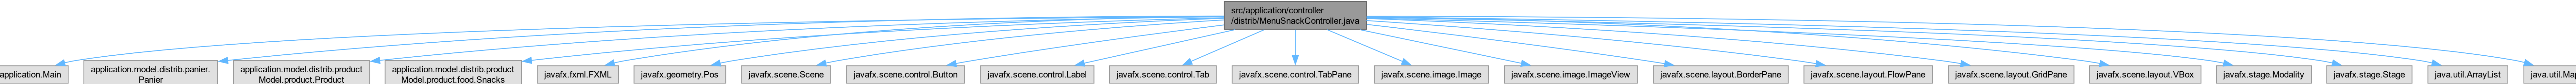 src/application/controller
/distrib/MenuSnackController.java
application.Main
application.model.distrib.panier.
Panier
application.model.distrib.product
Model.product.Product
application.model.distrib.product
Model.product.food.Snacks
javafx.fxml.FXML
javafx.geometry.Pos
javafx.scene.Scene
javafx.scene.control.Button
javafx.scene.control.Label
javafx.scene.control.Tab
javafx.scene.control.TabPane
javafx.scene.image.Image
javafx.scene.image.ImageView
javafx.scene.layout.BorderPane
javafx.scene.layout.FlowPane
javafx.scene.layout.GridPane
javafx.scene.layout.VBox
javafx.stage.Modality
javafx.stage.Stage
java.util.ArrayList
java.util.Ma